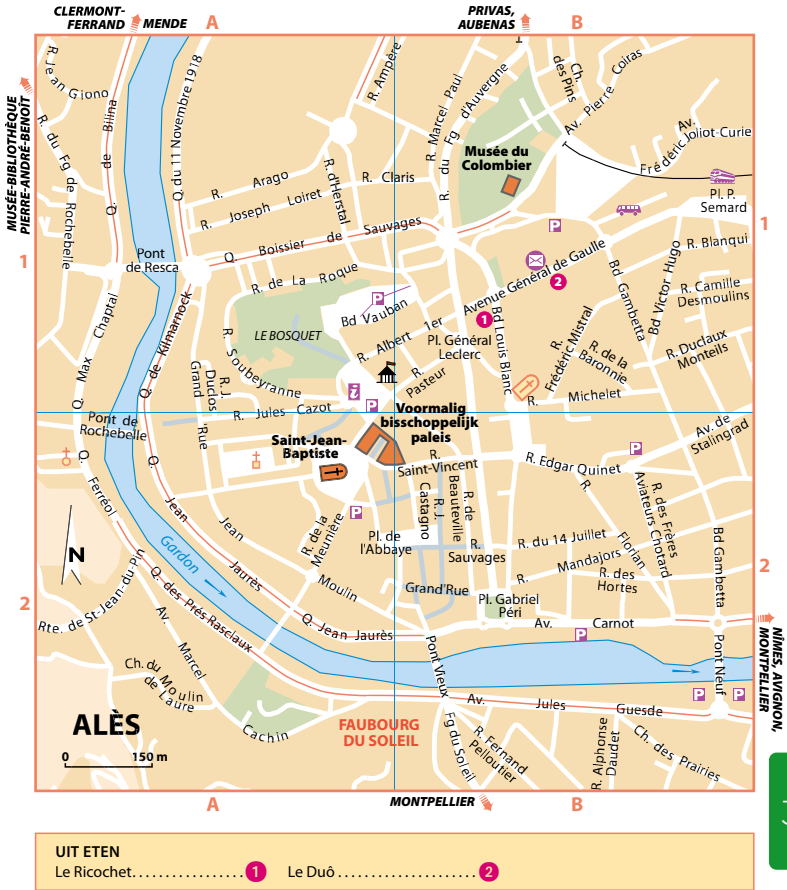 CLERMONT-
FERRAND
MENDE
A
PRIVAS,
AUBENAS
B
MUSÉE-BIBLIOTHÈQUE
PIERRE-ANDRÉ-BENOÎT
R. Jean Giono
R. du Fg de Rochebelle
Q. de Bilina
Q. du 11 Novembre 1918
R. Ampère
R. Marcel Paul
R. du Fg d'Auvergne
Ch.
des Pins
Av. Pierre Coiras
Av.
Frédéric Joliot-Curie
Musée du
Colombier
R. Arago
R. Joseph Loiret
R. d'Herstal
R. Claris
Pl. P.
Semard
P
1
1
Q. Boissier de Sauvages
Pont
de Resca
R. de La Roque
Avenue Général de Gaulle
2
R. Blanqui
R. Camille
Desmoulins
Bd Gambetta
Bd Victor Hugo
P
Bd Vauban
1
LE BOSQUET
R. Albert 1er
Pl. Général
Leclerc
Bd Louis Blanc
R. Frédéric Mistral
R. de la
Baronnie
R. Duclaux
Monteils
Q. Max Chaptal
Q. de Kilmarnock
Grand
'Rue
R. J.
Duclos
R. Soubeyranne
R. Pasteur
i
P
R. Michelet
R. Jules Cazot
Pont de
Rochebelle
Voormalig
bisschoppelijk
paleis
Saint-Jean-
Baptiste
Av. de
Stalingrad
P
R.
Saint-Vincent
R. Edgar Quinet
Q. Ferréol
Q. Jean Jaurès
R. J.
Castagno
R. de
Beauteville
R. de
Sauvages
R. Florian
R. des Frères
Aviateurs Chotard
P
R. de la
Meunière
Pl. de
l'Abbaye
R. du 14 Juillet
R. Mandajors
R. des
Hortes
Bd Gambetta
N
Gardon
2
2
Moulin
Grand'Rue
Pl. Gabriel
Péri
Q. des Prés Rasclaux
Rte. de St-Jean-du-Pin
Q. Jean Jaurès
Av. Carnot
P
Pont Vieux
Pont Neuf
NÎMES, AVIGNON,
MONTPELLIER
Av. Marcel
Cachin
Ch. du Moulin
de Laure
P
P
Av. Jules Guesde
ALÈS
0 150 m
FAUBOURG
DU SOLEIL
Fg du Soleil
R. Fernand
Pelloutier
R. Alphonse
Daudet
Ch. des Prairies
A
MONTPELLIER
B
UIT ETEN
Le Ricochet.................1 Le Duô.....................2